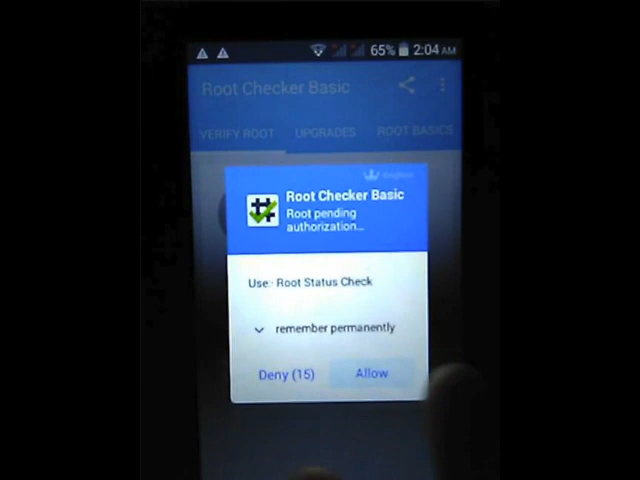 65% 2:04 AM
Root Checker Basic
VERIFY ROOT UPGRADES ROOT BASICS
Root Checker Basic
Root pending
authorization...
Use:- Root Status Check
remember permanently
Deny (15) Allow